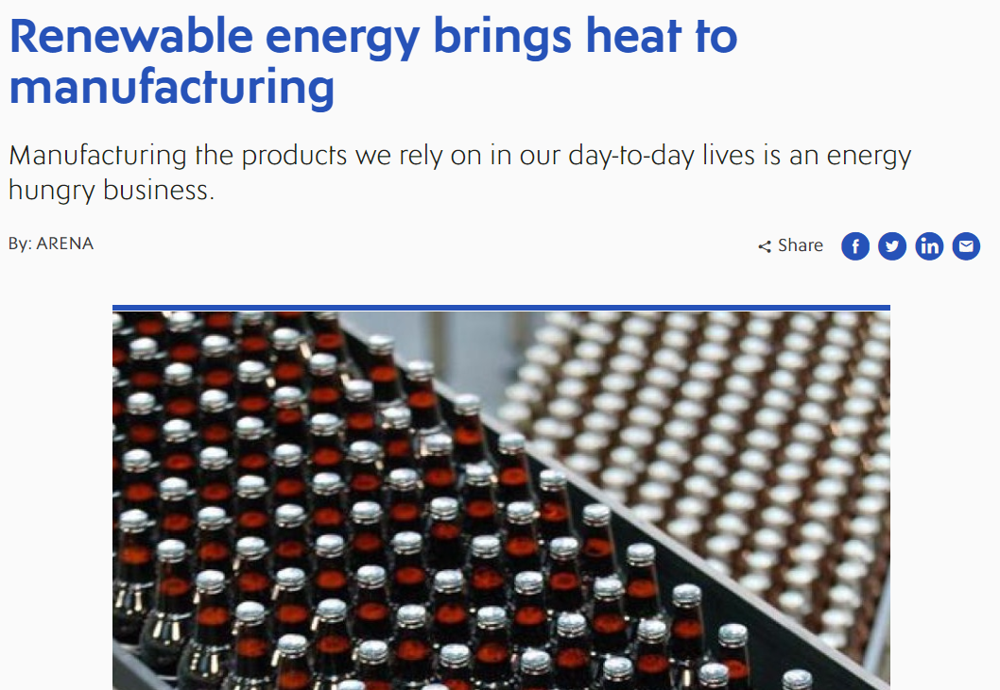 Renewable energy brings heat to
manufacturing
Manufacturing the products we rely on in our day-to-day lives is an energy
hungry business.
By: ARENA
Share